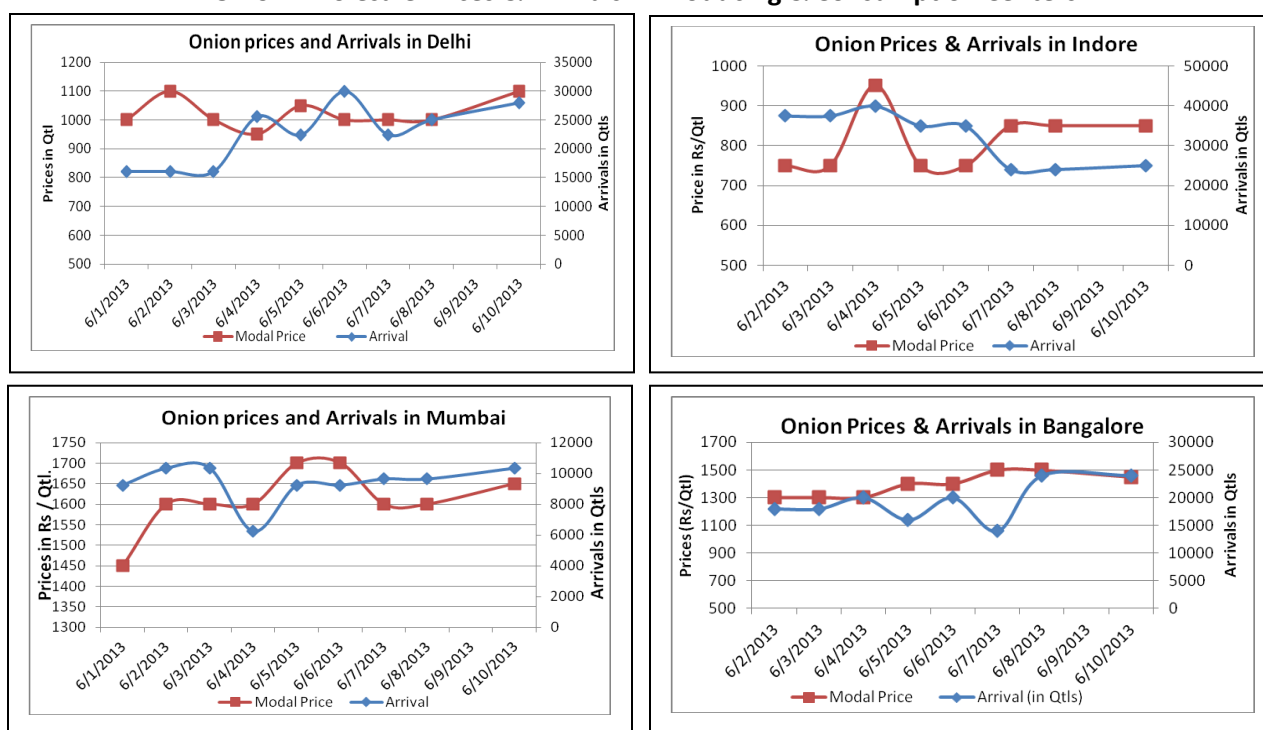 Onion prices and Arrivals in Delhi
Prices in Qtl
1200
1100
1000
900
800
700
600
500
35000
30000
25000
20000
15000
10000
5000
0
Arrivals in Qtls
6/1/2013 6/2/2013 6/3/2013 6/4/2013 6/5/2013 6/6/2013 6/7/2013 6/8/2013 6/9/2013 6/10/2013
Modal Price Arrival
Onion Prices & Arrivals in Indore
Price in Rs/Qtl
1000
900
800
700
600
500
50000
40000
30000
20000
10000
0
Arrivals in Qtls
6/2/2013 6/3/2013 6/4/2013 6/5/2013 6/6/2013 6/7/2013 6/8/2013 6/9/2013 6/10/2013
Modal Price Arrival
Onion prices and Arrivals in Mumbai
Prices in Rs / Qtl.
1750
1700
1650
1600
1550
1500
1450
1400
1350
1300
12000
10000
8000
6000
4000
2000
0
Arrivals in Qtls
6/1/2013 6/2/2013 6/3/2013 6/4/2013 6/5/2013 6/6/2013 6/7/2013 6/8/2013 6/9/2013 6/10/2013
Modal Price Arrival
Onion Prices & Arrivals in Bangalore
Prices (Rs/Qtl)
1700
1500
1300
1100
900
700
500
30000
25000
20000
15000
10000
5000
0
Arrivals in Qtls
6/2/2013 6/3/2013 6/4/2013 6/5/2013 6/6/2013 6/7/2013 6/8/2013 6/9/2013 6/10/2013
Modal Price Arrival (in Qtls)